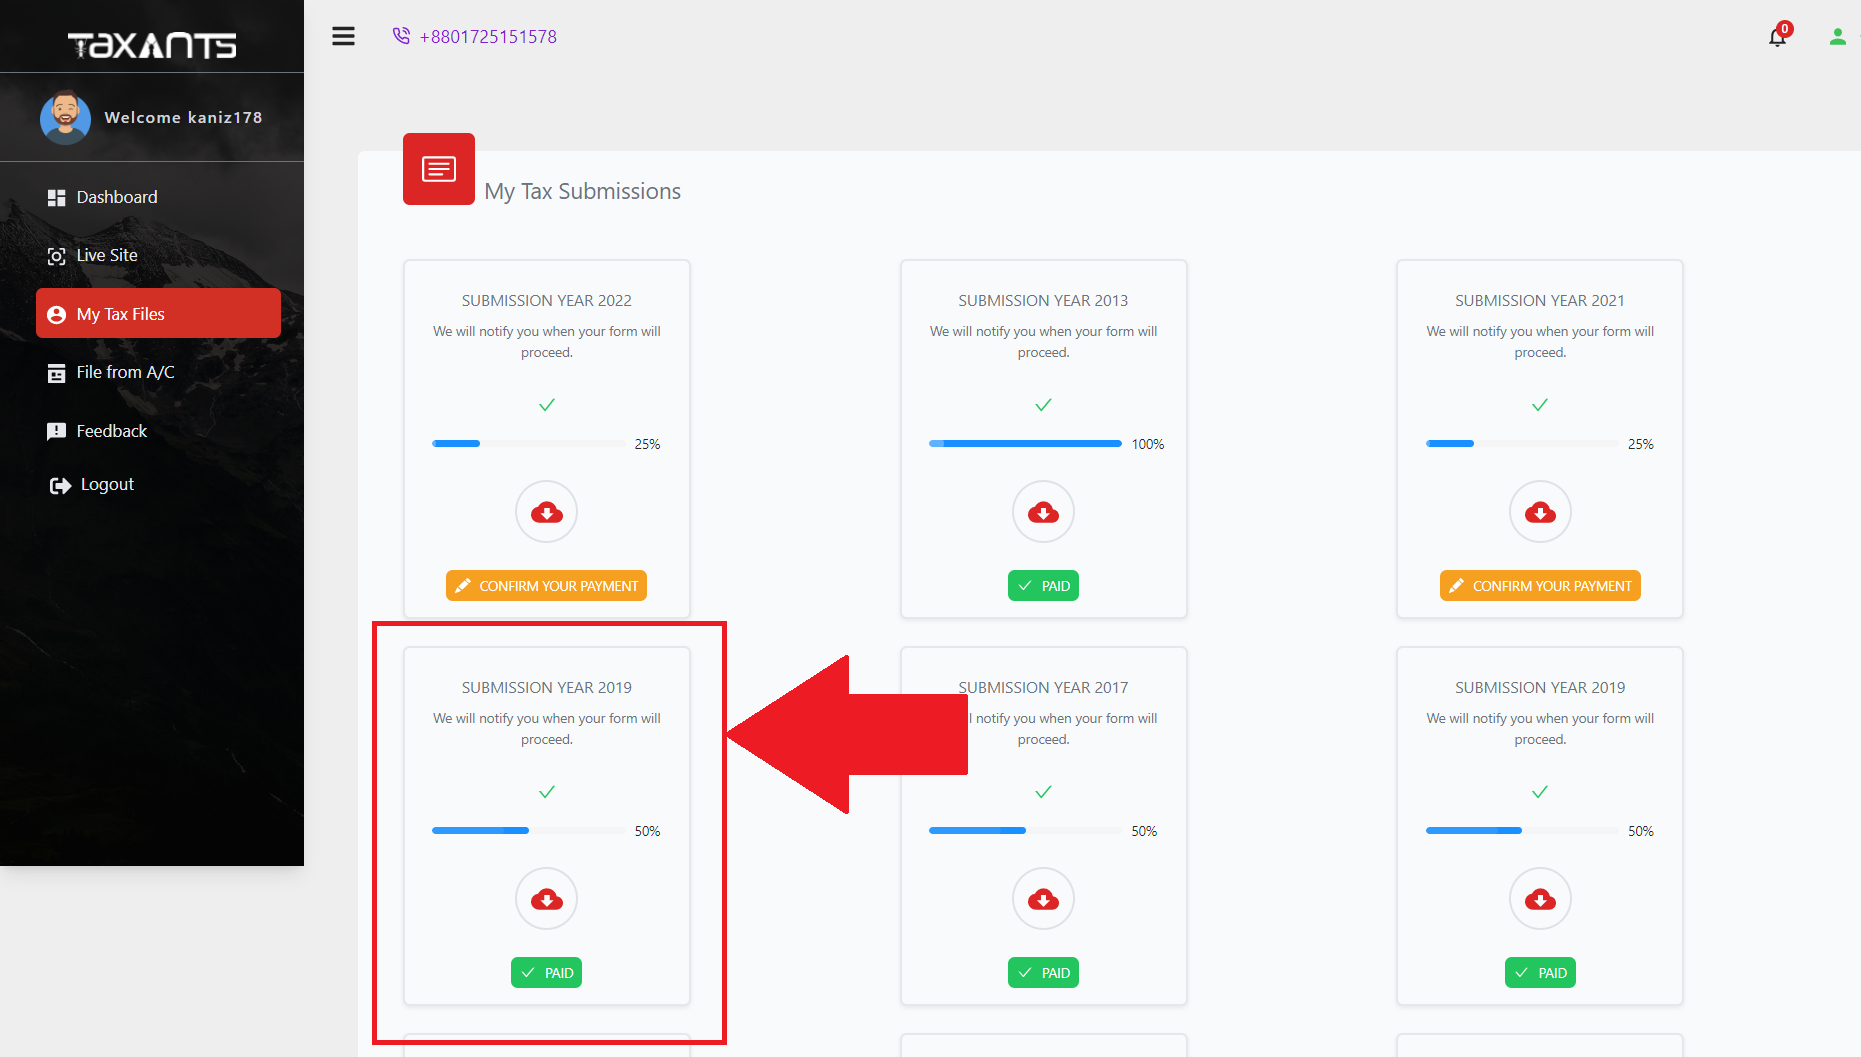 TAXANTS
+8801725151578
0
Welcome kaniz178
Dashboard
Live Site
My Tax Files
File from A/C
Feedback
Logout
My Tax Submissions
SUBMISSION YEAR 2022
We will notify you when your form will
proceed.
25%
CONFIRM YOUR PAYMENT
SUBMISSION YEAR 2013
We will notify you when your form will
proceed.
100%
PAID
SUBMISSION YEAR 2021
We will notify you when your form will
proceed.
25%
CONFIRM YOUR PAYMENT
SUBMISSION YEAR 2019
We will notify you when your form will
proceed.
50%
PAID
SUBMISSION YEAR 2017
notify you when your form will
proceed.
50%
PAID
SUBMISSION YEAR 2019
We will notify you when your form will
proceed.
50%
PAID